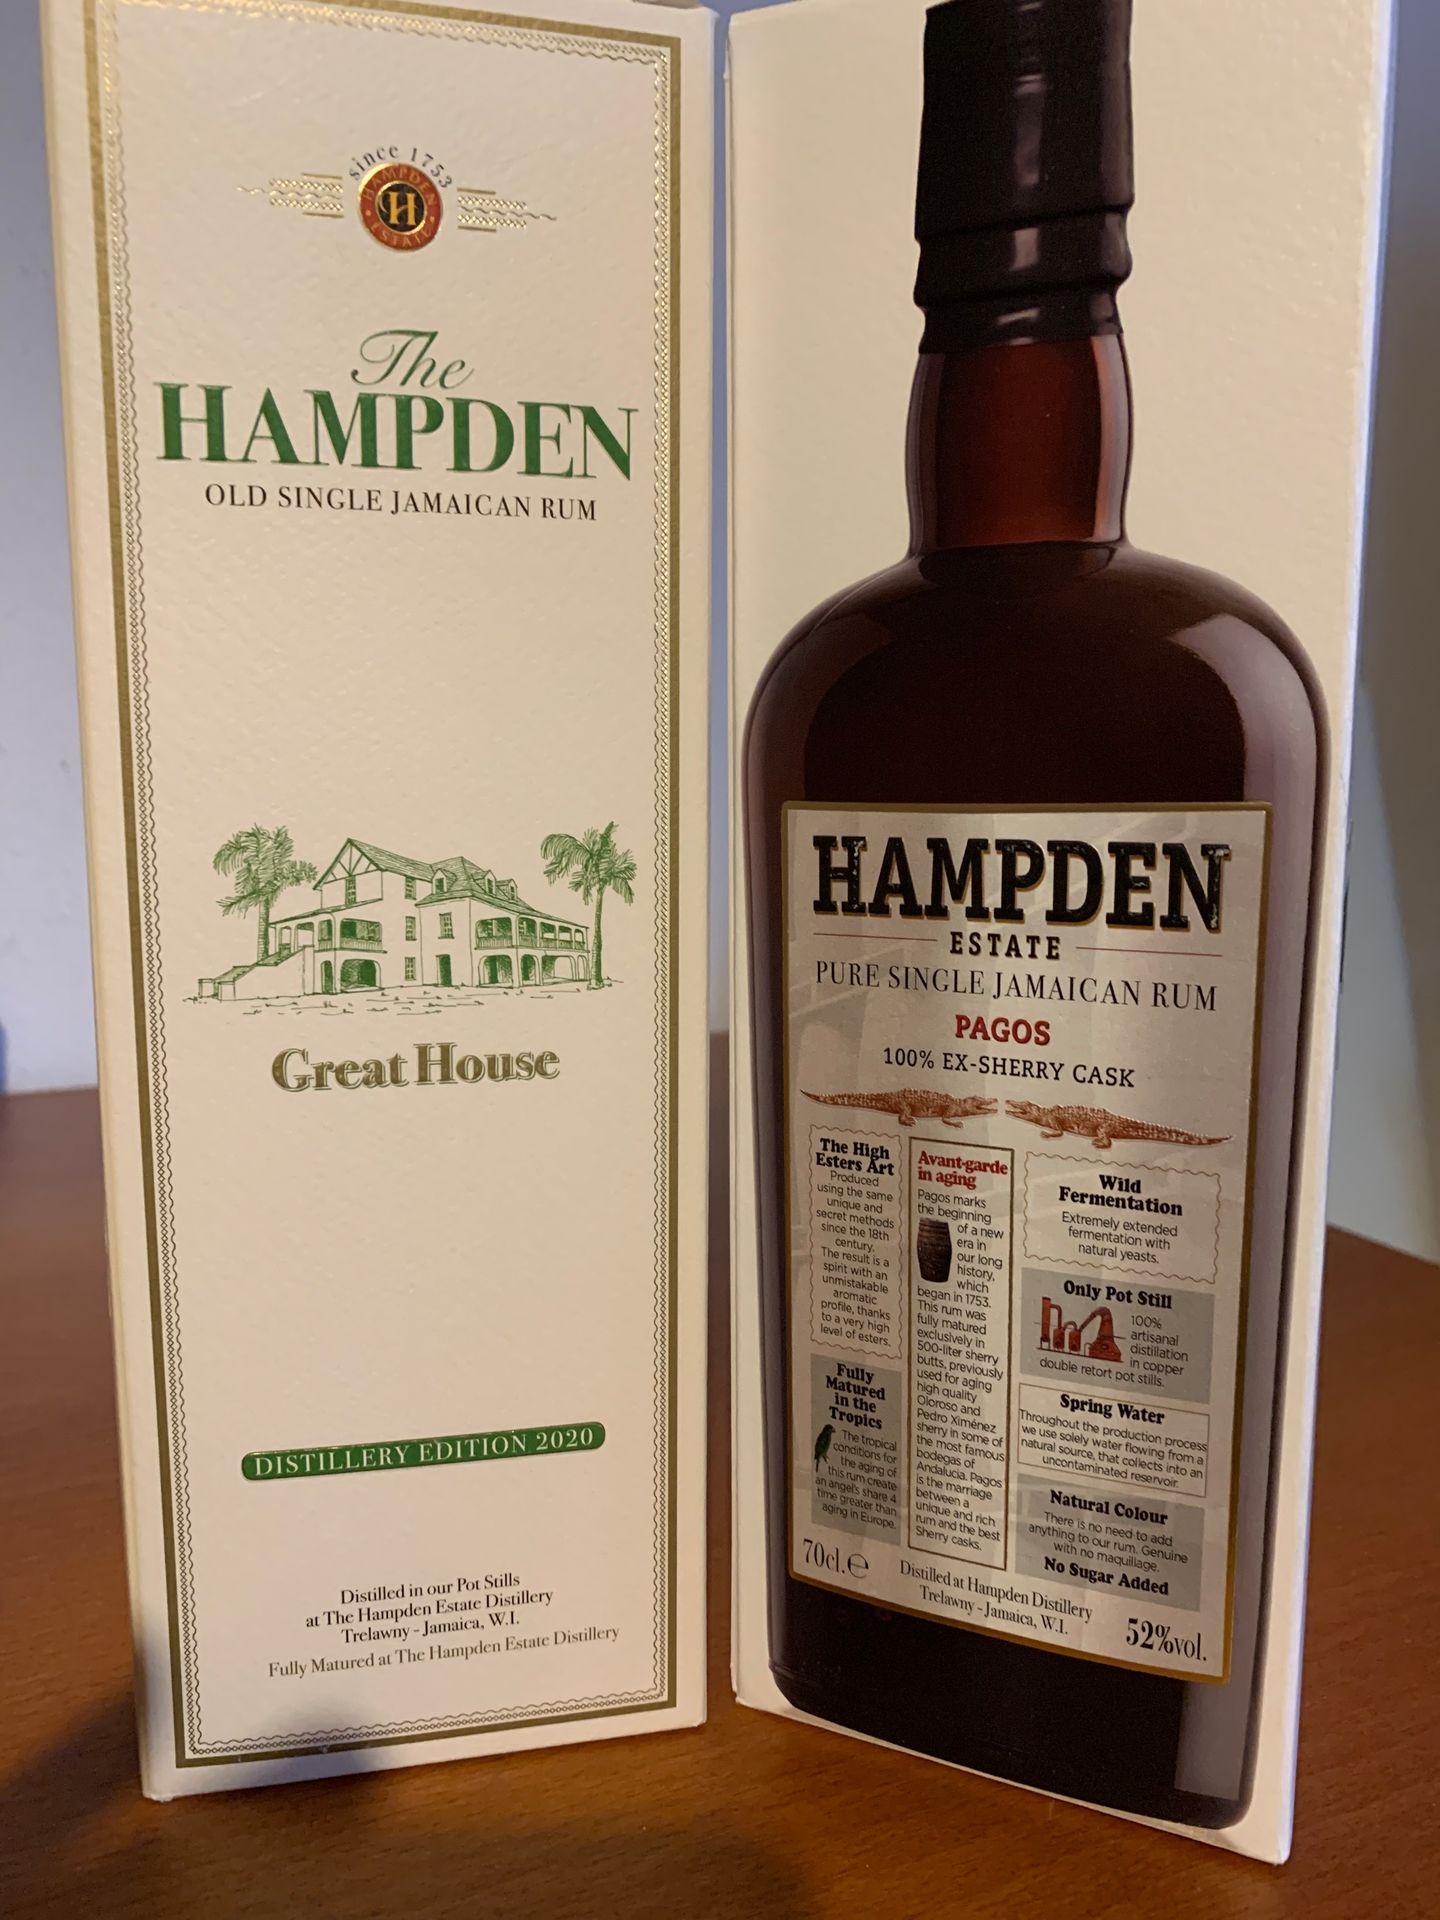 since 1753
HAMPDEN
H
ESTATE
The
HAMPDEN
OLD SINGLE JAMAICAN RUM
Great House
DISTILLERY EDITION 2020
Distilled in our Pot Stills
at The Hampden Estate Distillery
Trelawny - Jamaica, W.I.
Fully Matured at The Hampden Estate Distillery
HAMPDEN
ESTATE
PURE SINGLE JAMAICAN RUM
PAGOS
100% EX-SHERRY CASK
The High
Esters Art
Produced
using the same
unique and
secret methods
since the 18th
century.
The result is a
spirit with an
unmistakable
aromatic
profile, thanks
to a very high
level of esters.
Fully
Matured
in the
Tropics
The tropical
conditions for
the aging of
this rum create
an angel's share 4
time greater than
aging in Europe.
Avant-garde
in aging
Pagos marks
the beginning
of a new
era in
our long
history,
which
began in 1753.
This rum was
fully matured
exclusively in
500-liter sherry
butts, previously
used for aging
high quality
Oloroso and
Pedro Ximénez
sherry in some of
the most famous
bodegas of
Andalucia. Pagos
is the marriage
between a
unique and rich
rum and the best
Sherry casks.
Wild
Fermentation
Extremely extended
fermentation with
natural yeasts.
Only Pot Still
100%
artisanal
distillation
in copper
double retort pot stills.
Spring Water
Throughout the production process
we use solely water flowing from a
natural source, that collects into an
uncontaminated reservoir.
Natural Colour
There is no need to add
anything to our rum. Genuine
with no maquillage.
No Sugar Added
70cl.℮
Distilled at Hampden Distillery
Trelawny - Jamaica, W.I.
52%vol.